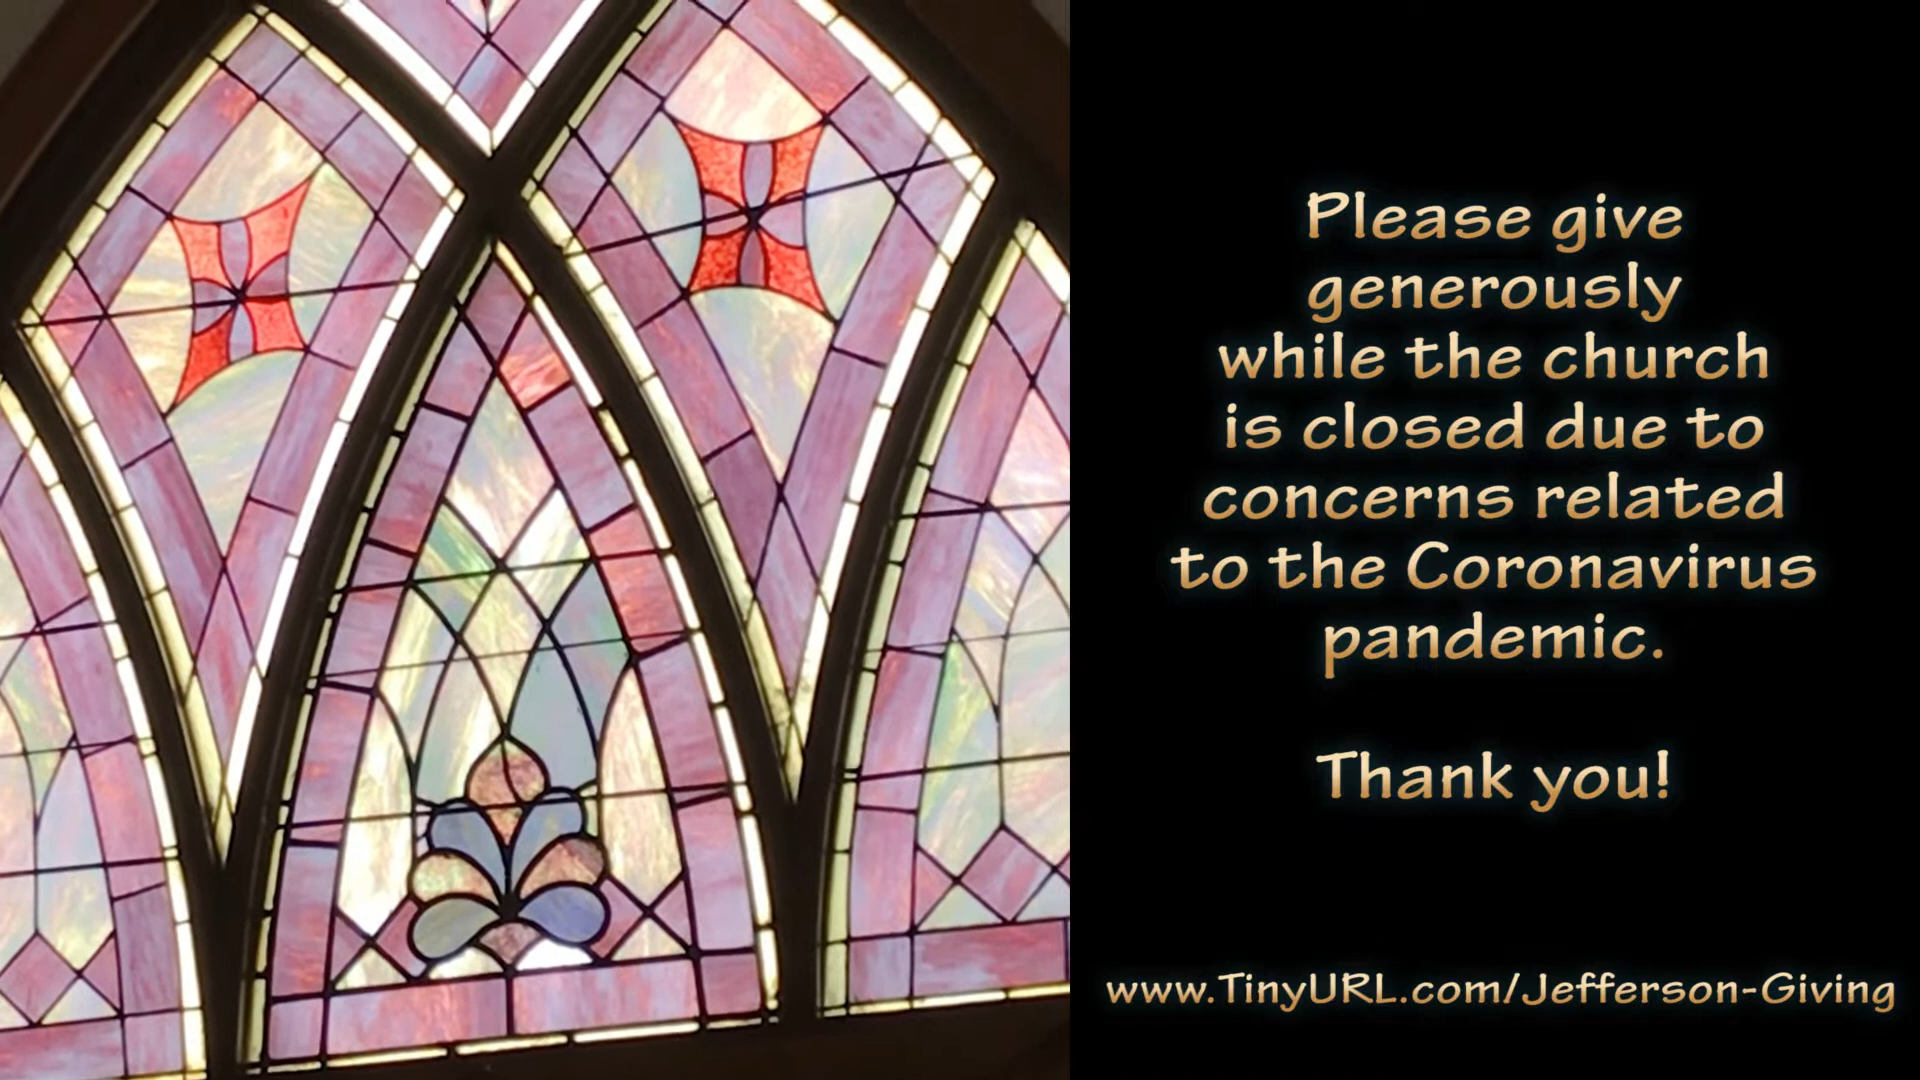 Please give
generously
while the church
is closed due to
concerns related
to the Coronavirus
pandemic.
Thank you!
www.TinyURL.com/Jefferson-Giving